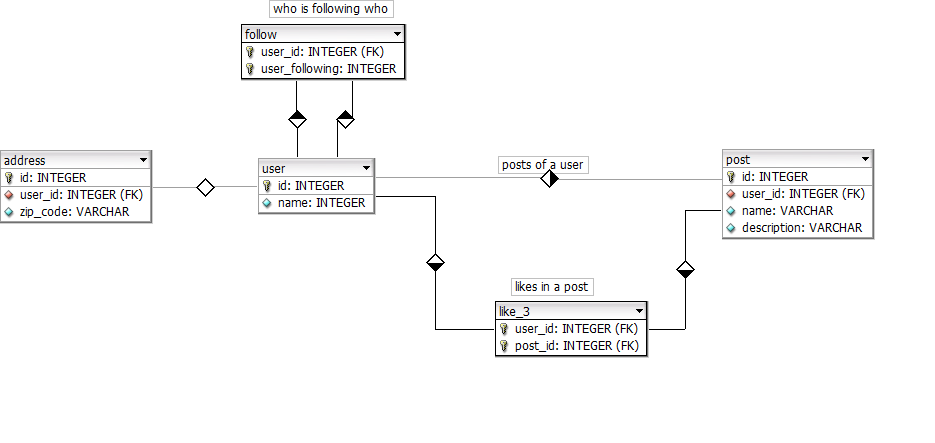 who is following who
follow
user_id: INTEGER (FK)
user_following: INTEGER
address
id: INTEGER
user_id: INTEGER (FK)
zip_code: VARCHAR
user
id: INTEGER
name: INTEGER
posts of a user
post
id: INTEGER
user_id: INTEGER (FK)
name: VARCHAR
description: VARCHAR
likes in a post
like_3
user_id: INTEGER (FK)
post_id: INTEGER (FK)